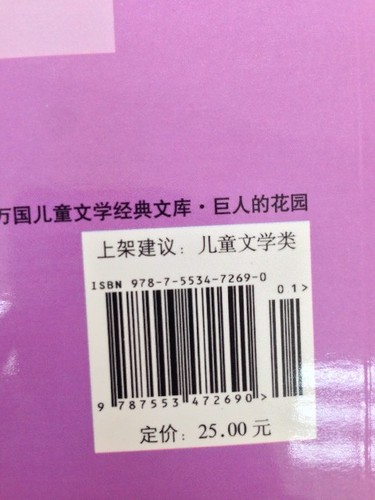 万国儿童文学经典文库·巨人的花园
上架建议：儿童文学类
ISBN 978-7-5534-7269-0
01>
9 787553 472690>
定价：25.00 元